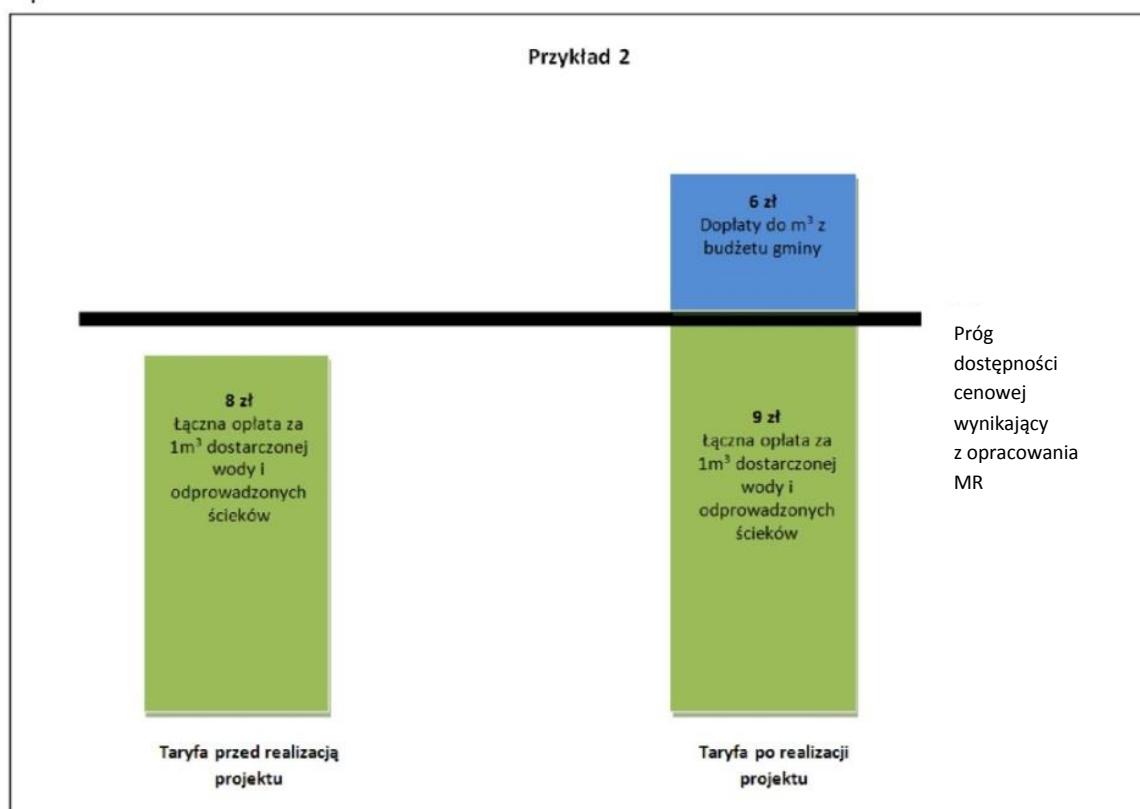 Przykład 2
6 zł
Dopłaty do m³ z
budżetu gminy
Próg
dostępności
cenowej
wynikający
z opracowania
MR
8 zł
Łączna opłata za
1m³ dostarczonej
wody i
odprowadzonych
ścieków
9 zł
Łączna opłata za
1m³ dostarczonej
wody i
odprowadzonych
ścieków
Taryfa przed realizacją
projektu
Taryfa po realizacji
projektu